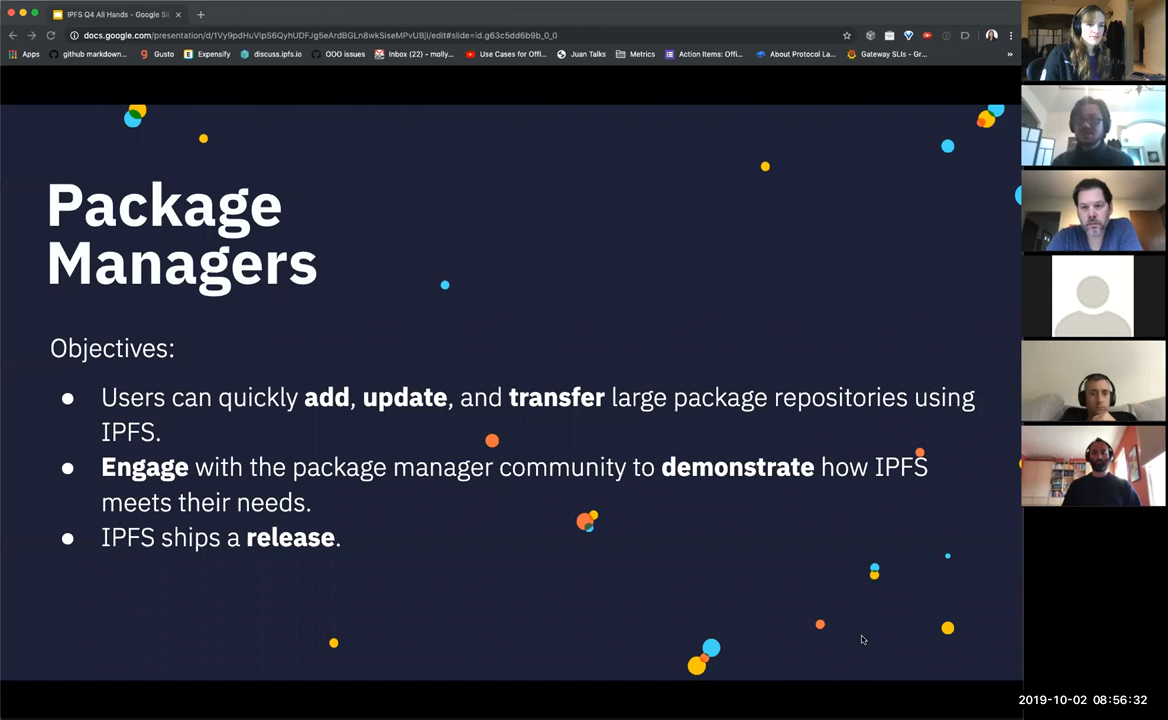 IPFS Q4 All Hands - Google Sli
docs.google.com/presentation/d/1Vy9pdHuVlpS6QyhUDFJg5eArdBGLn8wkSiseMPvUBjI/edit#slide=id.g63c5dd6b9b_0_0
Apps github markdown... Gusto Expensify discuss.ipfs.io OOO issues Inbox (22) - molly... Use Cases for Offl... Juan Talks Metrics Action Items: Offi... About Protocol La... Gateway SLIs - Gr... »
Package
Managers
Objectives:
● Users can quickly add, update, and transfer large package repositories using
IPFS.
● Engage with the package manager community to demonstrate how IPFS
meets their needs.
● IPFS ships a release.
2019-10-02 08:56:32